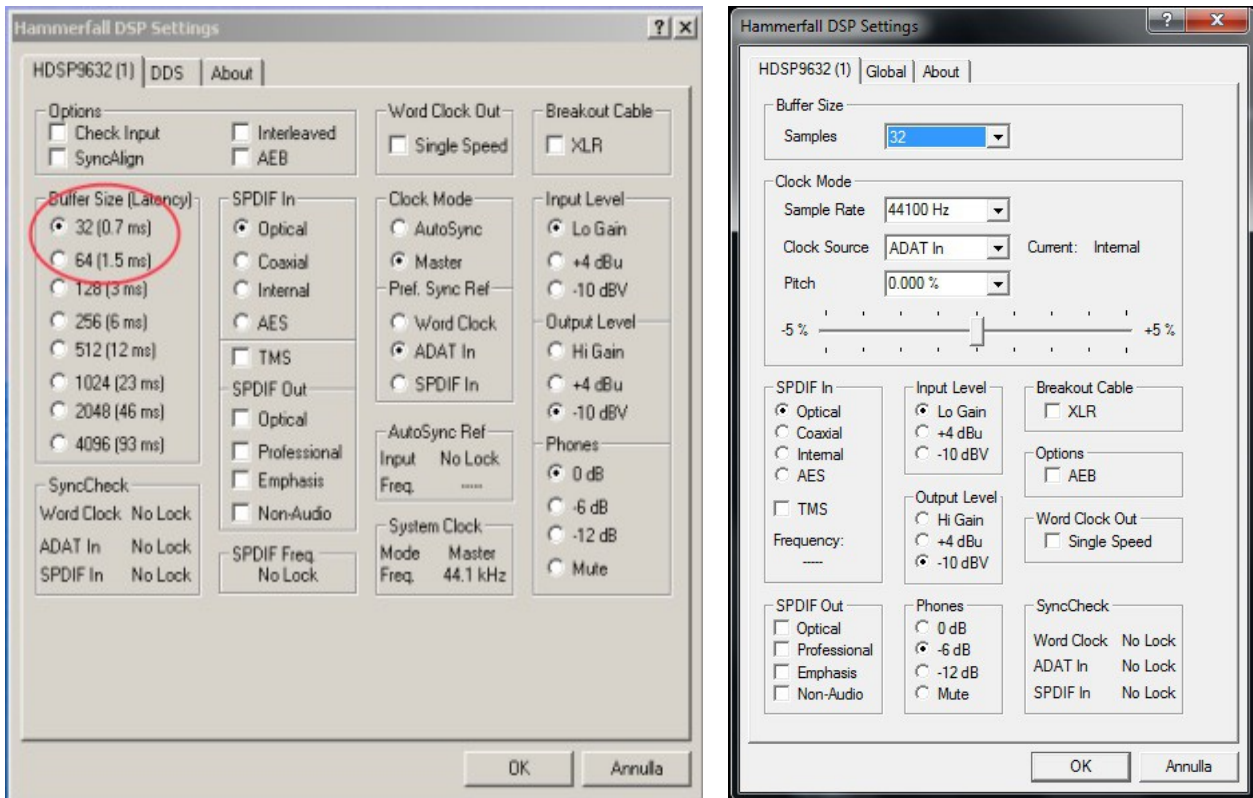 Hammerfall DSP Settings
HDSP9632 (1) DDS About
Options
Check Input
SyncAlign
Interleaved
AEB
Word Clock Out
Single Speed
Breakout Cable
XLR
Buffer Size (Latency)
32 (0.7 ms)
64 (1.5 ms)
128 (3 ms)
256 (6 ms)
512 (12 ms)
1024 (23 ms)
2048 (46 ms)
4096 (93 ms)
SyncCheck
Word Clock No Lock
ADAT In No Lock
SPDIF In No Lock
SPDIF In
Optical
Coaxial
Internal
AES
TMS
SPDIF Out
Optical
Professional
Emphasis
Non-Audio
SPDIF Freq.
No Lock
Clock Mode
AutoSync
Master
Pref. Sync Ref
Word Clock
ADAT In
SPDIF In
AutoSync Ref
Input No Lock
Freq. -----
System Clock
Mode Master
Freq. 44.1 kHz
Input Level
Lo Gain
+4 dBu
-10 dBV
Output Level
Hi Gain
+4 dBu
-10 dBV
Phones
0 dB
-6 dB
-12 dB
Mute
OK Annulla
Hammerfall DSP Settings
HDSP9632 (1) Global About
Buffer Size
Samples 32
Clock Mode
Sample Rate 44100 Hz
Clock Source ADAT In Current: Internal
Pitch 0.000 %
-5 % +5 %
SPDIF In
Optical
Coaxial
Internal
AES
TMS
Frequency:
-----
Input Level
Lo Gain
+4 dBu
-10 dBV
Output Level
Hi Gain
+4 dBu
-10 dBV
Breakout Cable
XLR
Options
AEB
Word Clock Out
Single Speed
SPDIF Out
Optical
Professional
Emphasis
Non-Audio
Phones
0 dB
-6 dB
-12 dB
Mute
SyncCheck
Word Clock No Lock
ADAT In No Lock
SPDIF In No Lock
OK Annulla